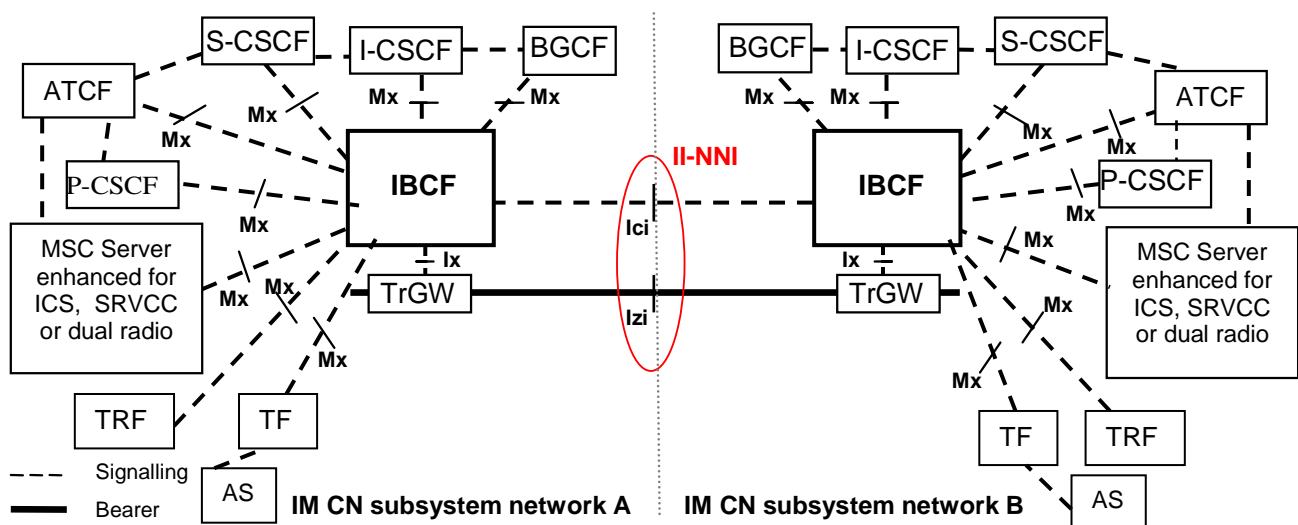 S-CSCF
I-CSCF
BGCF
BGCF
I-CSCF
S-CSCF
ATCF
Mx
Mx
Mx
Mx
Mx
Mx
Mx
Mx
ATCF
II-NNI
P-CSCF
IBCF
IBCF
P-CSCF
Mx
Mx
Ici
MSC Server
enhanced for
ICS, SRVCC
or dual radio
Mx
Mx
Ix
Ix
Mx
MSC Server
enhanced for
ICS, SRVCC
or dual radio
TrGW
TrGW
Izi
Mx
Mx
Mx
TRF
TF
TF
TRF
Signalling
AS
AS
Bearer
IM CN subsystem network A
IM CN subsystem network B